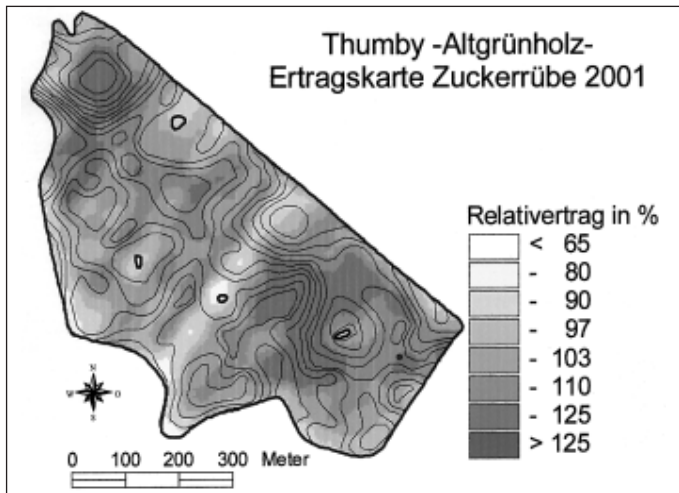 Thumby -Altgrünholz-
Ertragskarte Zuckerrübe 2001
Relativertrag in %
< 65
- 80
- 90
- 97
- 103
- 110
- 125
> 125
N
W O
S
0 100 200 300 Meter